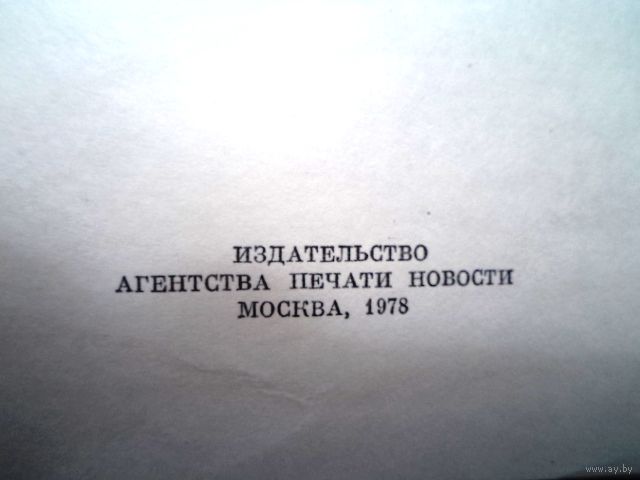 ИЗДАТЕЛЬСТВО
АГЕНТСТВА ПЕЧАТИ НОВОСТИ
МОСКВА, 1978
www.ay.by